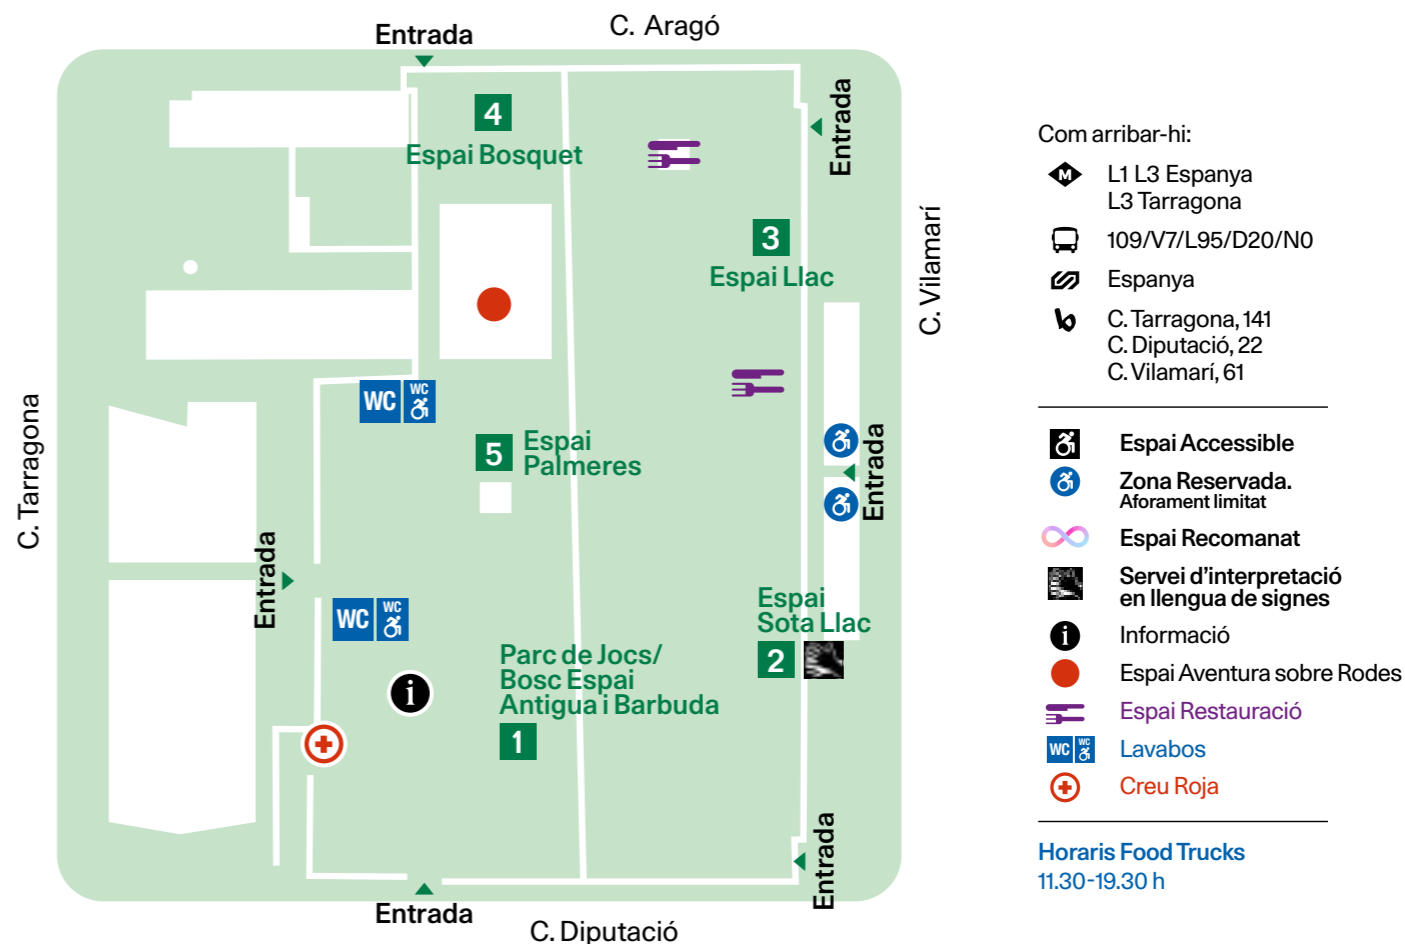 C. Aragó
Entrada
Entrada
4
Espai Bosquet
3
Espai Llac
C. Vilamarí
WC
WC
5
Espai
Palmeres
Entrada
C. Tarragona
Entrada
WC
WC
Espai
Sota Llac
2
Parc de Jocs/
Bosc Espai
Antigua i Barbuda
1
i
Entrada
Entrada
C. Diputació
Com arribar-hi:
M
L1 L3 Espanya
L3 Tarragona
109/V7/L95/D20/N0
Espanya
C. Tarragona, 141
C. Diputació, 22
C. Vilamarí, 61
Espai Accessible
Zona Reservada.
Aforament limitat
Espai Recomanat
Servei d'interpretació
en llengua de signes
i
Informació
Espai Aventura sobre Rodes
Espai Restauració
WC WC
Lavabos
Creu Roja
Horaris Food Trucks
11.30-19.30 h